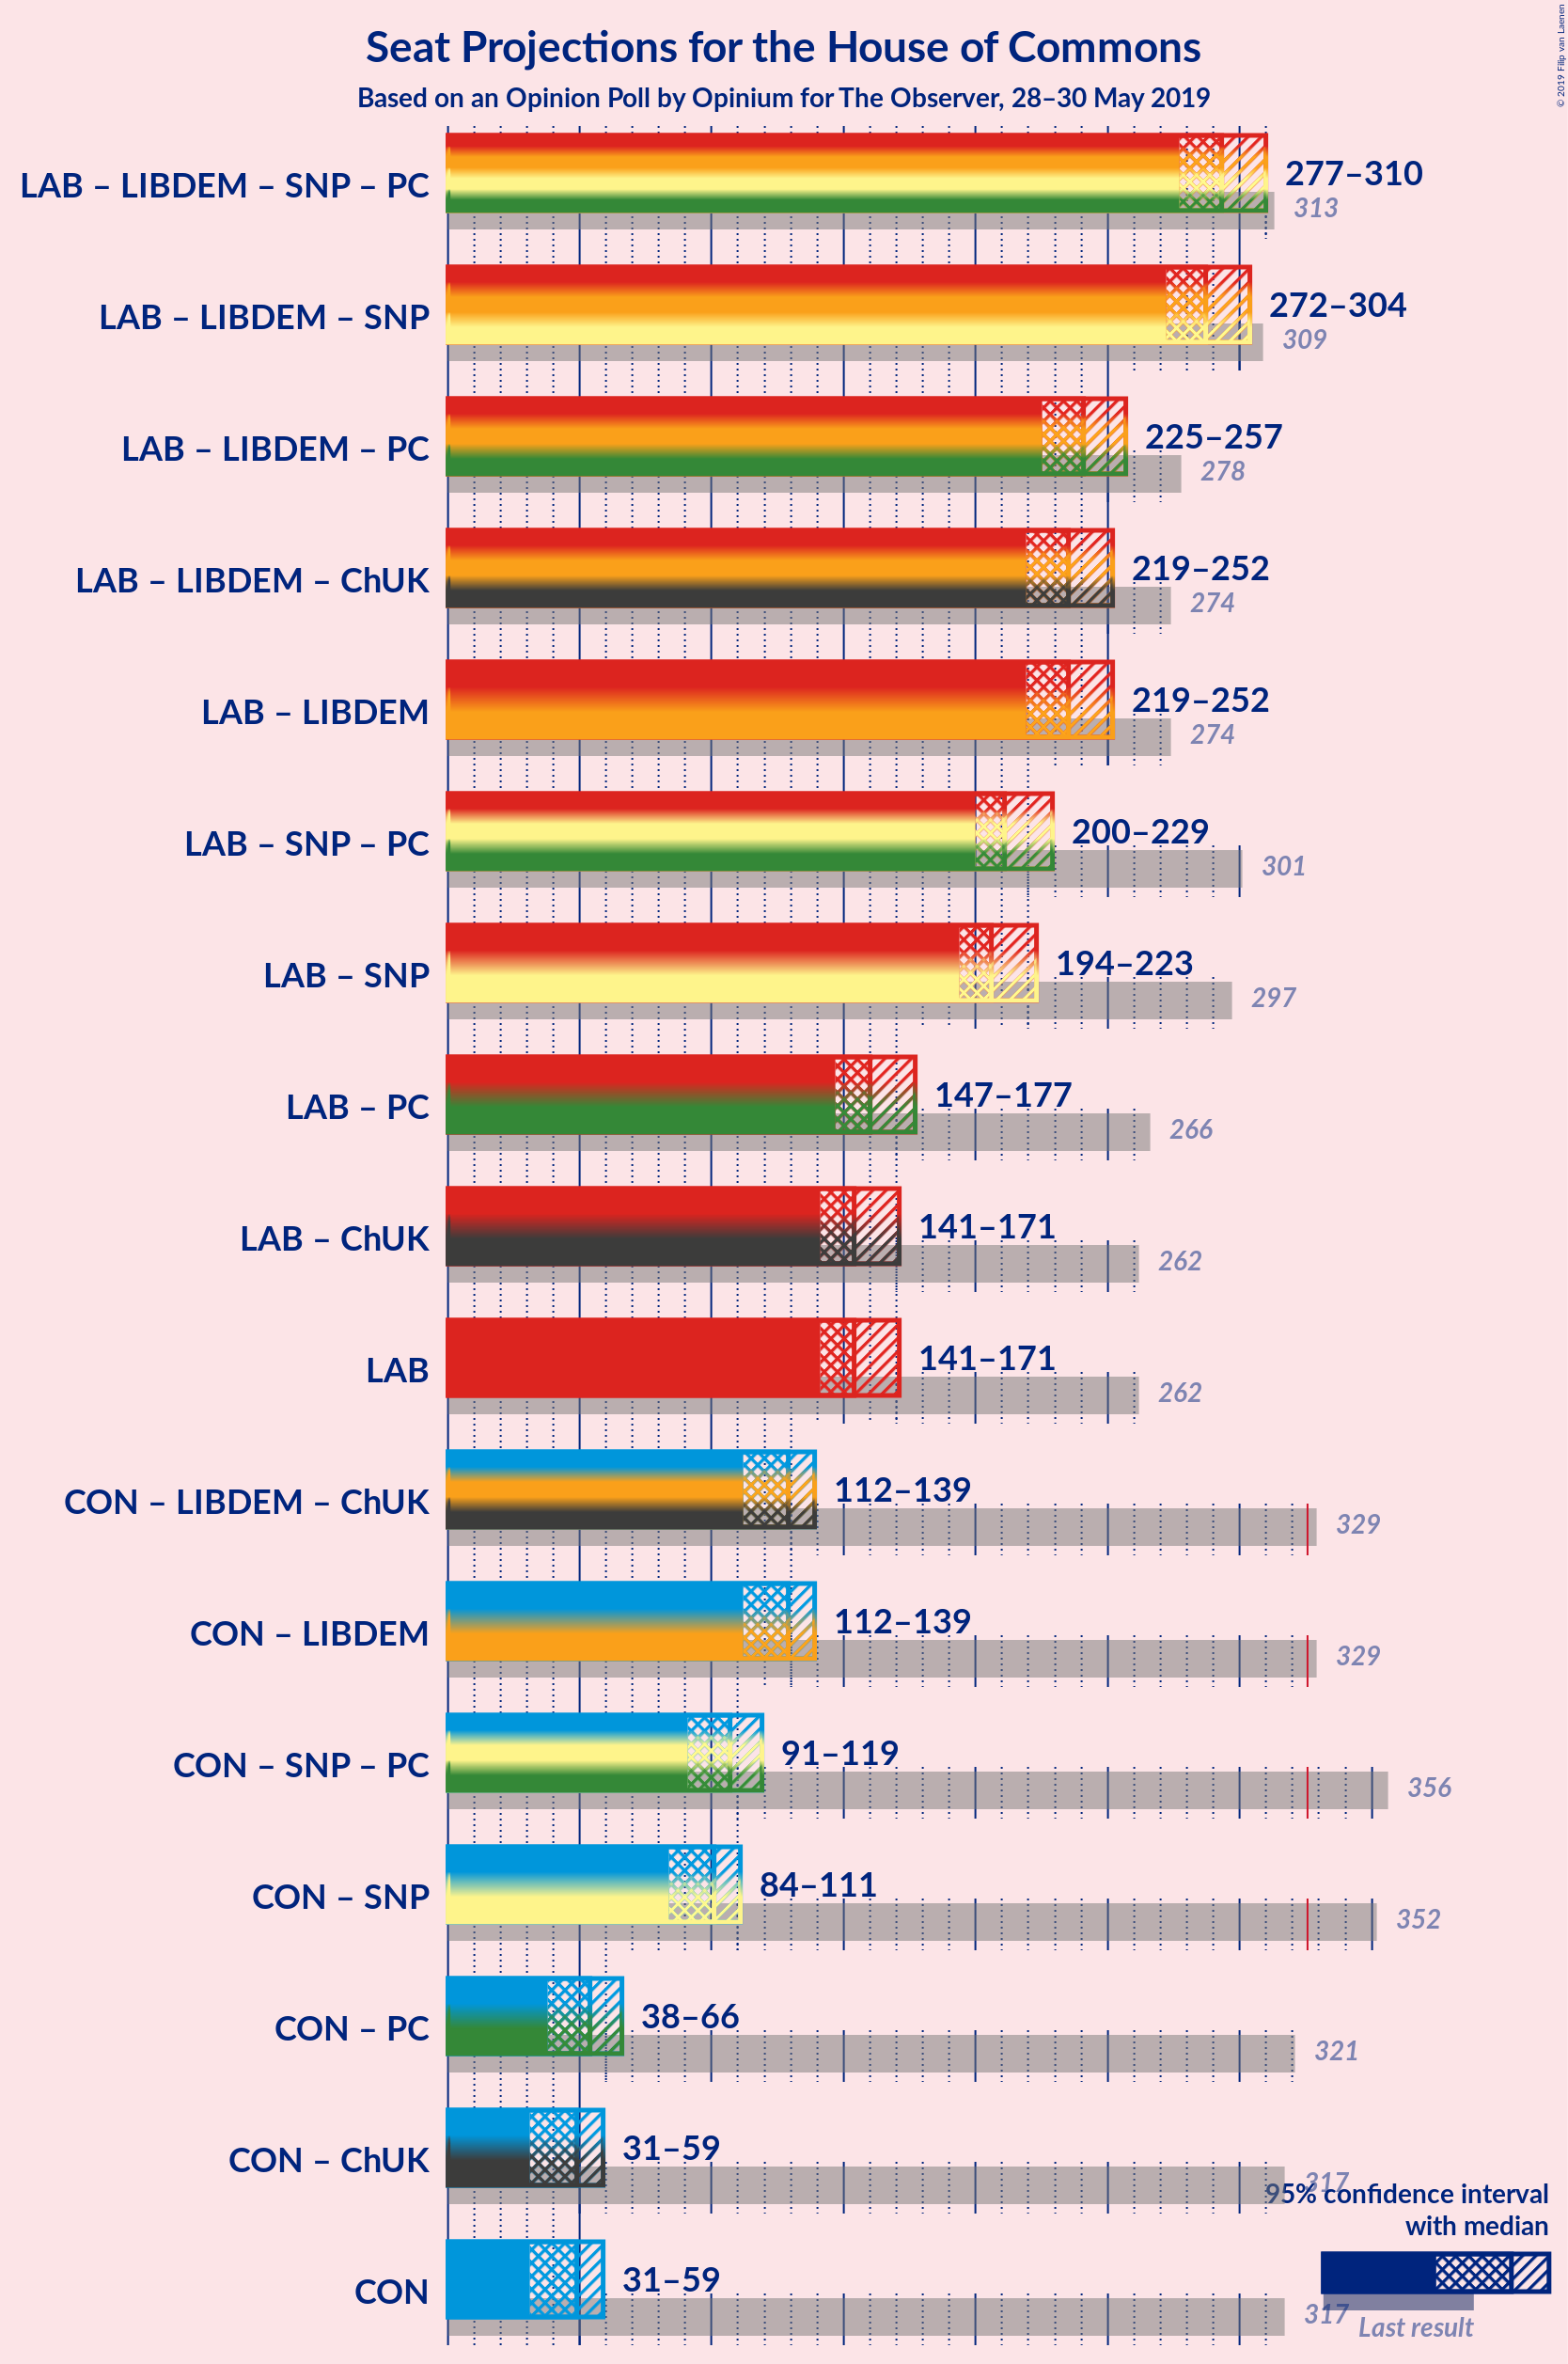 Seat Projections for the House of Commons
Based on an Opinion Poll by Opinium for The Observer, 28–30 May 2019
© 2019 Filip van Laenen
LAB – LIBDEM – SNP – PC
277–310
313
LAB – LIBDEM – SNP
272–304
309
LAB – LIBDEM – PC
225–257
278
LAB – LIBDEM – ChUK
219–252
274
LAB – LIBDEM
219–252
274
LAB – SNP – PC
200–229
301
LAB – SNP
194–223
297
LAB – PC
147–177
266
LAB – ChUK
141–171
262
LAB
141–171
262
CON – LIBDEM – ChUK
112–139
329
CON – LIBDEM
112–139
329
CON – SNP – PC
91–119
356
CON – SNP
84–111
352
CON – PC
38–66
321
CON – ChUK
31–59
317
CON
31–59
317
95% confidence interval
with median
Last result